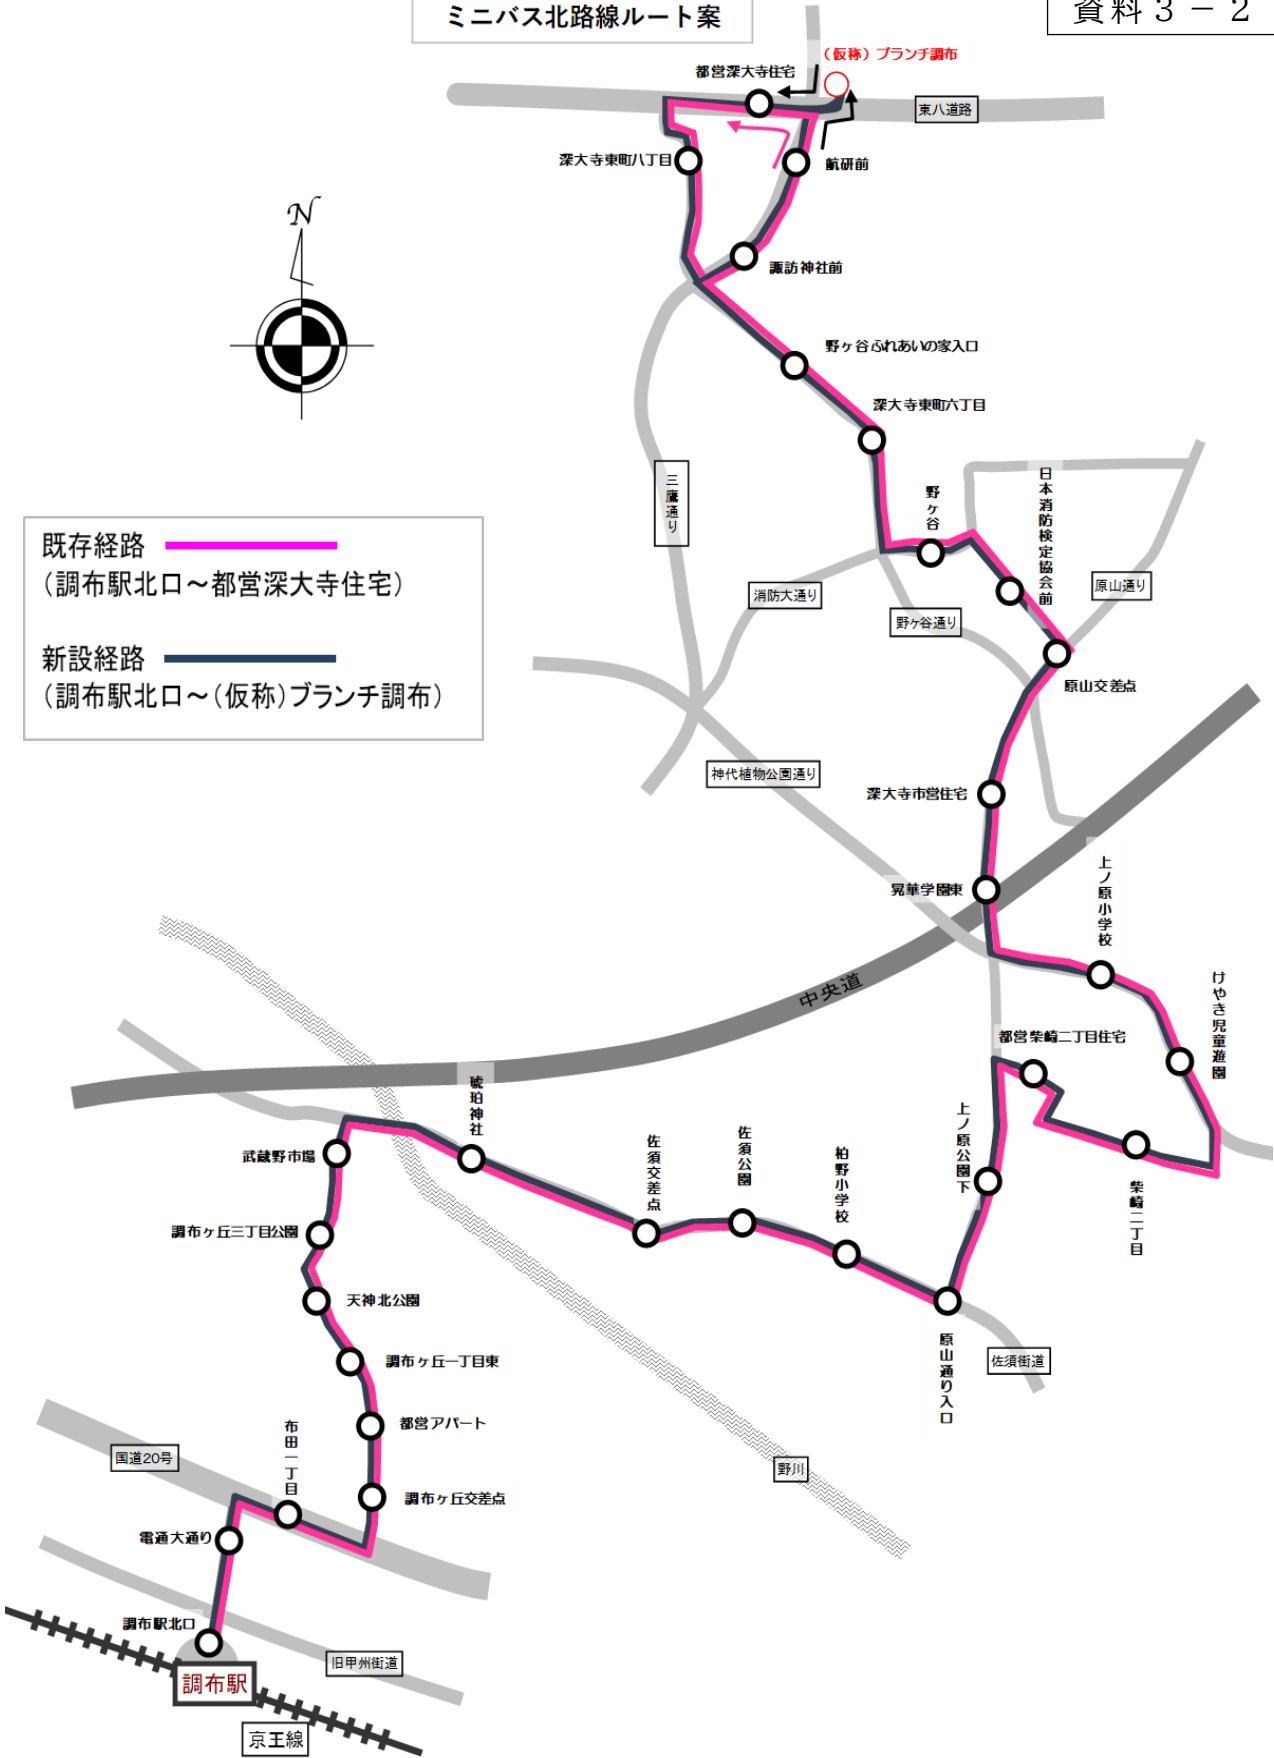 ミニバス北路線ルート案
資料３－２
(仮称)ブランチ調布
都営深大寺住宅
東八道路
深大寺東町八丁目
航研前
N
諏訪神社前
野ヶ谷ふれあいの家入口
深大寺東町六丁目
三鷹通り
野ヶ谷
日本消防検定協会前
既存経路
(調布駅北口～都営深大寺住宅)
新設経路
(調布駅北口～(仮称)ブランチ調布)
消防大通り
原山通り
野ヶ谷通り
原山交差点
神代植物公園通り
深大寺市営住宅
晃華学園東
上ノ原小学校
中央道
けやき児童遊園
都営柴崎二丁目住宅
琥珀神社
上ノ原公園下
武蔵野市場
佐須交差点
佐須公園
柏野小学校
柴崎二丁目
調布ヶ丘三丁目公園
天神北公園
原山通り入口
佐須街道
調布ヶ丘一丁目東
都営アパート
布田一丁目
国道20号
野川
調布ヶ丘交差点
電通大通り
調布駅北口
旧甲州街道
調布駅
京王線